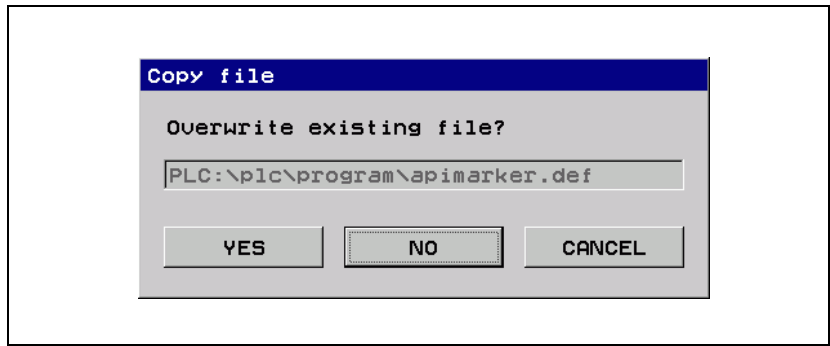 Copy file
Overwrite existing file?
PLC:\plc\program\apimarker.def
YES NO CANCEL